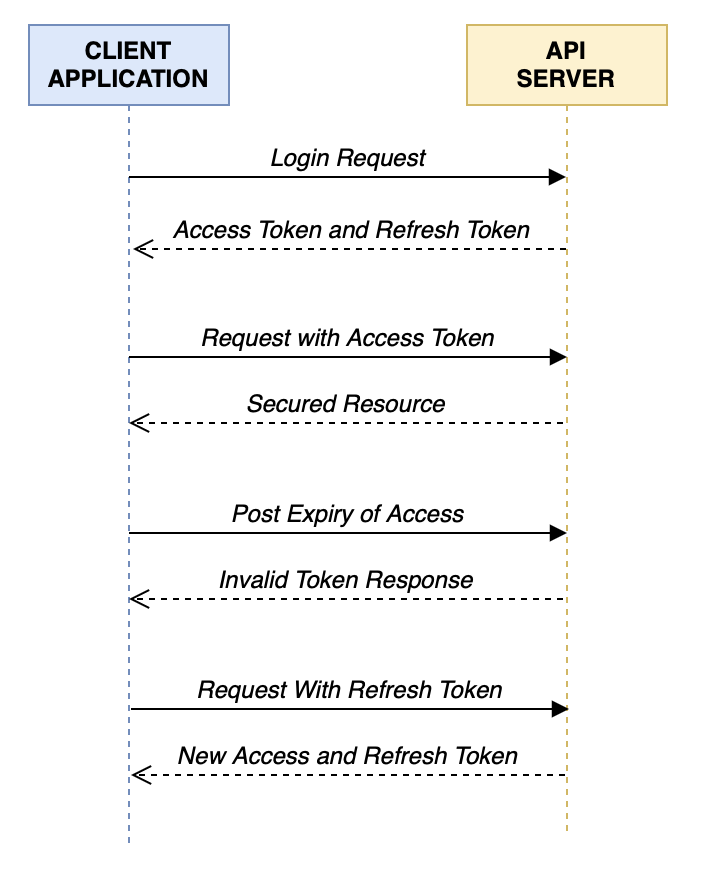 CLIENT
APPLICATION
API
SERVER
Login Request
Access Token and Refresh Token
Request with Access Token
Secured Resource
Post Expiry of Access
Invalid Token Response
Request With Refresh Token
New Access and Refresh Token